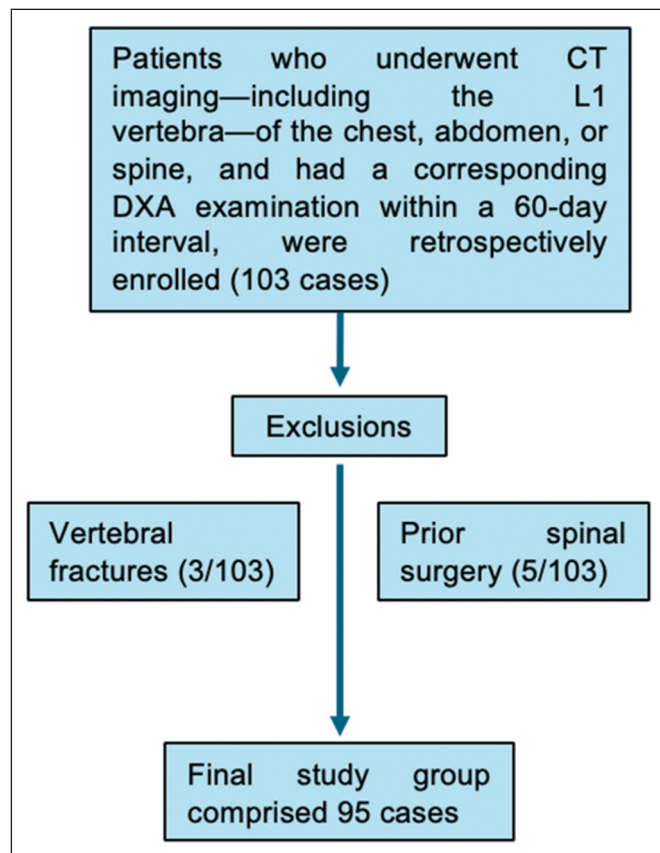 Patients who underwent CT
imaging—including the L1
vertebra—of the chest, abdomen, or
spine, and had a corresponding
DXA examination within a 60-day
interval, were retrospectively
enrolled (103 cases)
Exclusions
Vertebral
fractures (3/103)
Prior spinal
surgery (5/103)
Final study group
comprised 95 cases